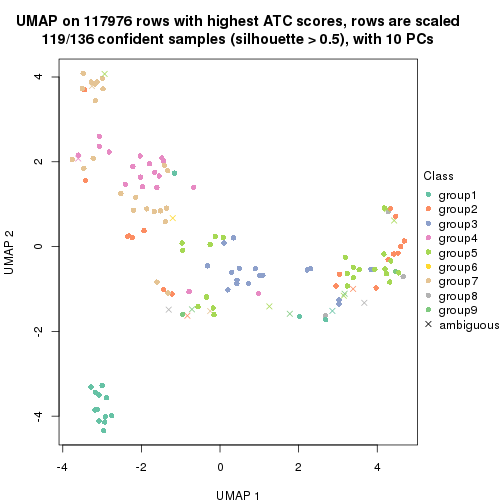 UMAP on 117976 rows with highest ATC scores, rows are scaled
119/136 confident samples (silhouette > 0.5), with 10 PCs
4
2
0
-2
-4
UMAP 2
-4
-2
0
2
4
UMAP 1
Class
group1
group2
group3
group4
group5
group6
group7
group8
group9
ambiguous